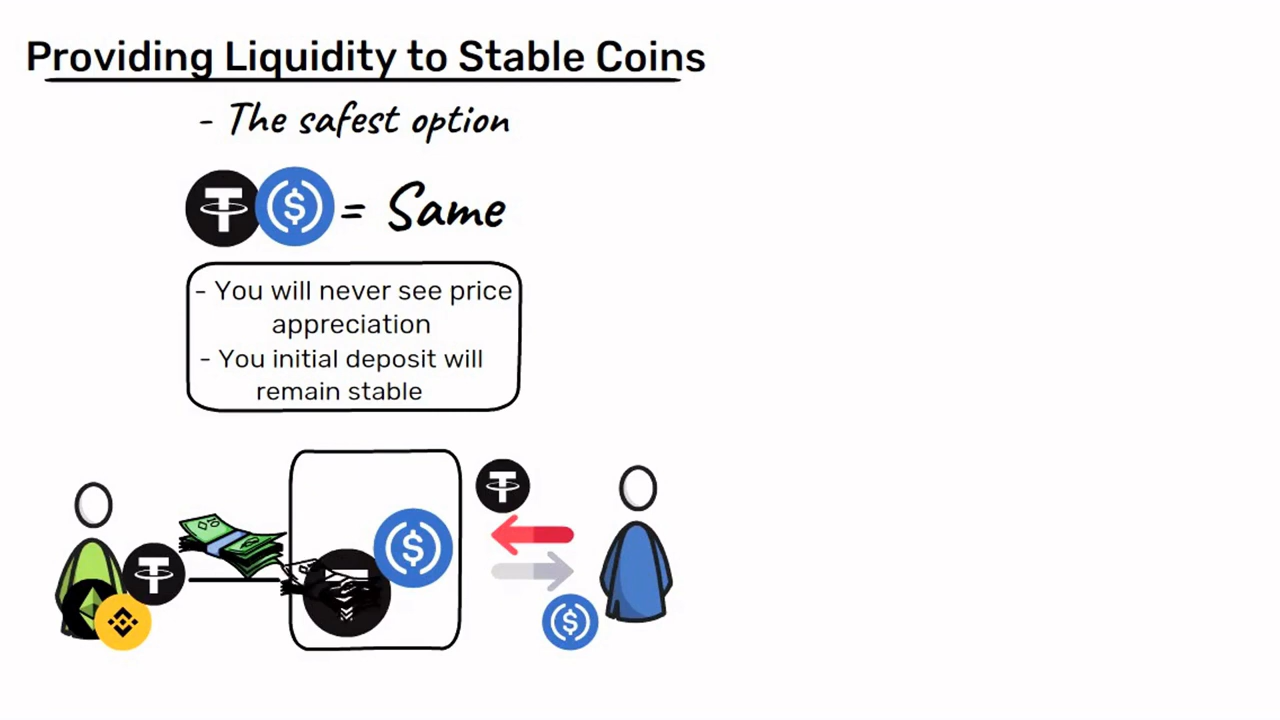 Providing Liquidity to Stable Coins
- The safest option
= Same
- You will never see price
appreciation
- You initial deposit will
remain stable